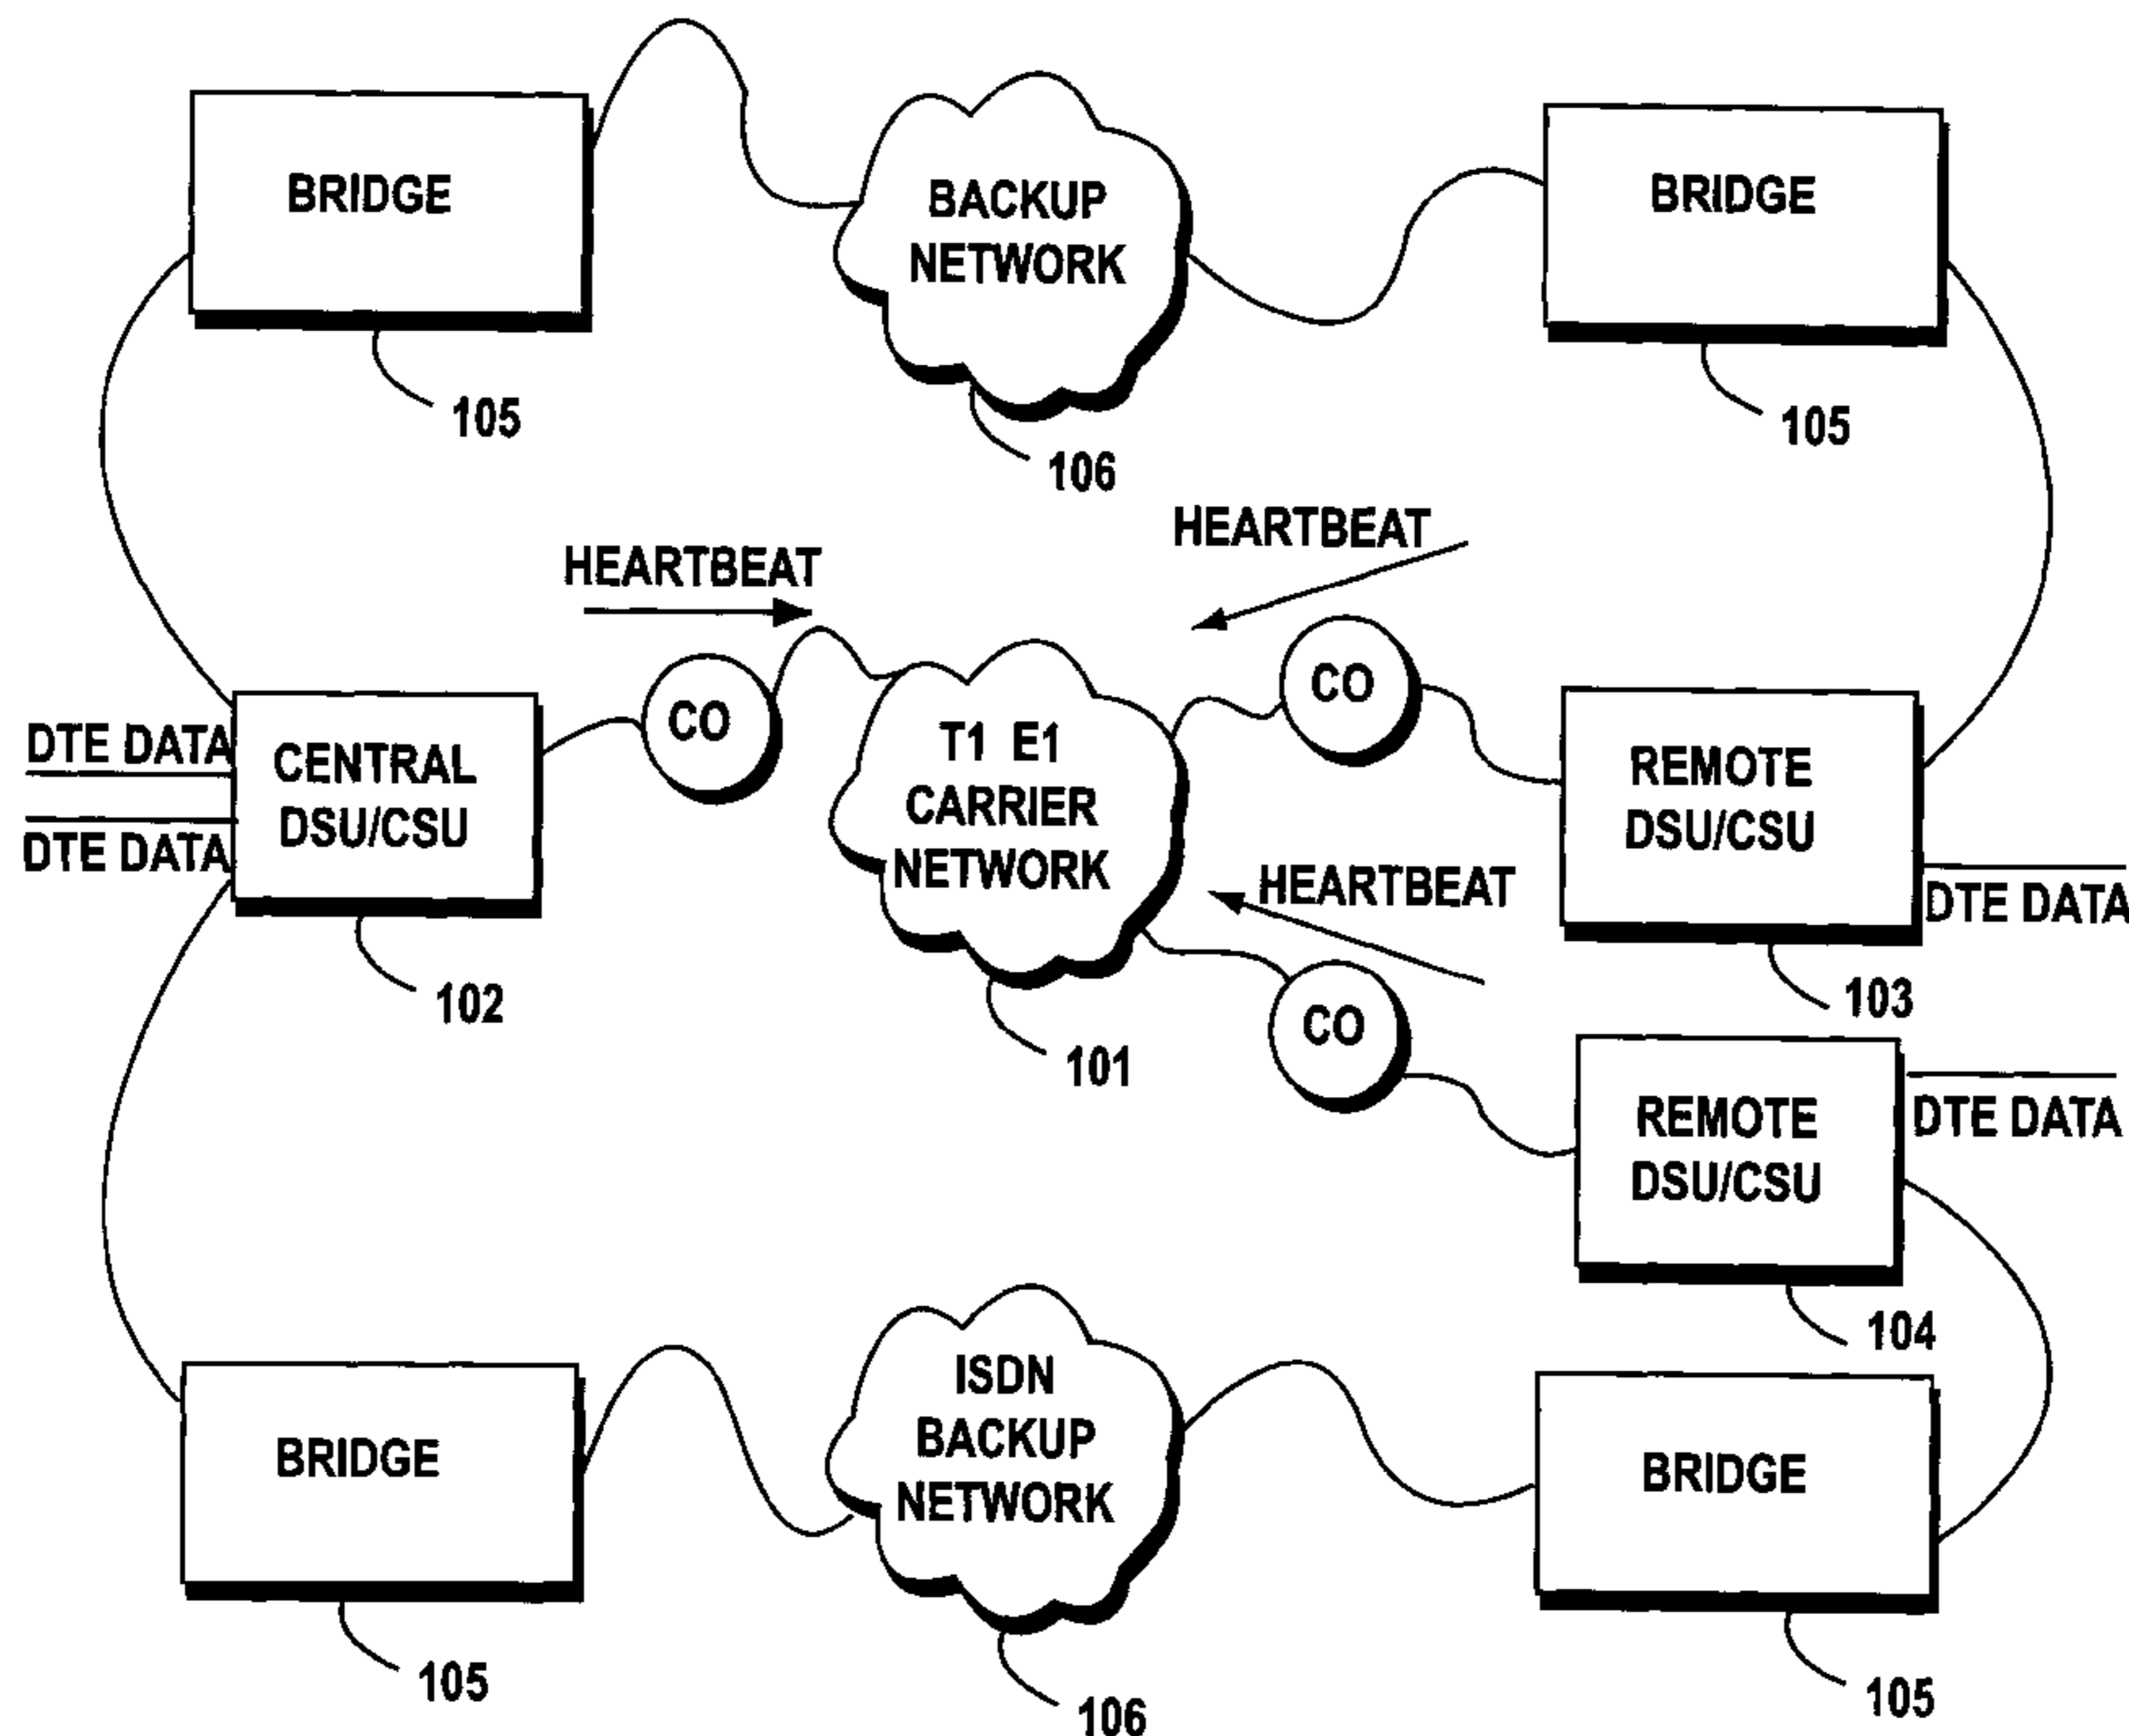 BRIDGE
BACKUP
NETWORK
BRIDGE
105
106
105
HEARTBEAT
HEARTBEAT
CO
CO
DTE DATA
DTE DATA
CENTRAL
DSU/CSU
102
T1 E1
CARRIER
NETWORK
101
REMOTE
DSU/CSU
DTE DATA
103
HEARTBEAT
CO
REMOTE
DSU/CSU
DTE DATA
104
BRIDGE
105
ISDN
BACKUP
NETWORK
106
BRIDGE
105